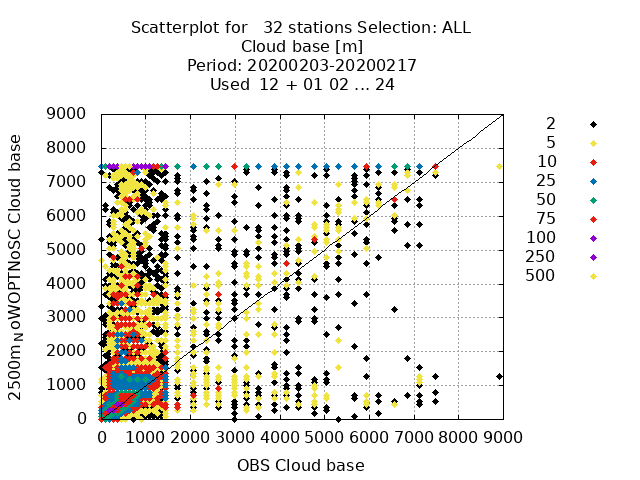 Scatterplot for   32 stations Selection: ALL
Cloud base [m]
Period: 20200203-20200217
Used  12 + 01 02 ... 24
2500m_NoWOPTNoSC Cloud base
9000
8000
7000
6000
5000
4000
3000
2000
1000
0
0 1000 2000 3000 4000 5000 6000 7000 8000 9000
OBS Cloud base
2
5
10
25
50
75
100
250
500